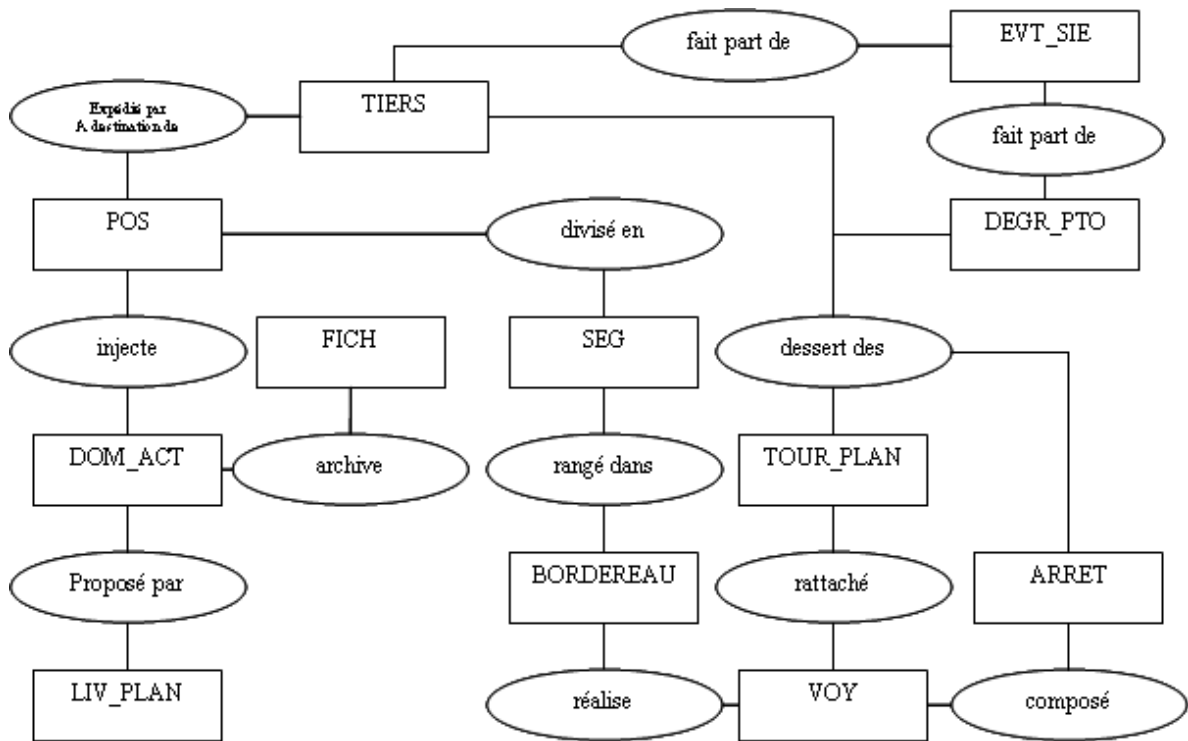 fait part de
EVT_SIE
Expédié par
A destination de
TIERS
fait part de
POS
divisé en
DEGR_PTO
injecte
FICH
SEG
dessert des
DOM_ACT
archive
rangé dans
TOUR_PLAN
Proposé par
BORDEREAU
rattaché
ARRET
LIV_PLAN
réalise
VOY
composé